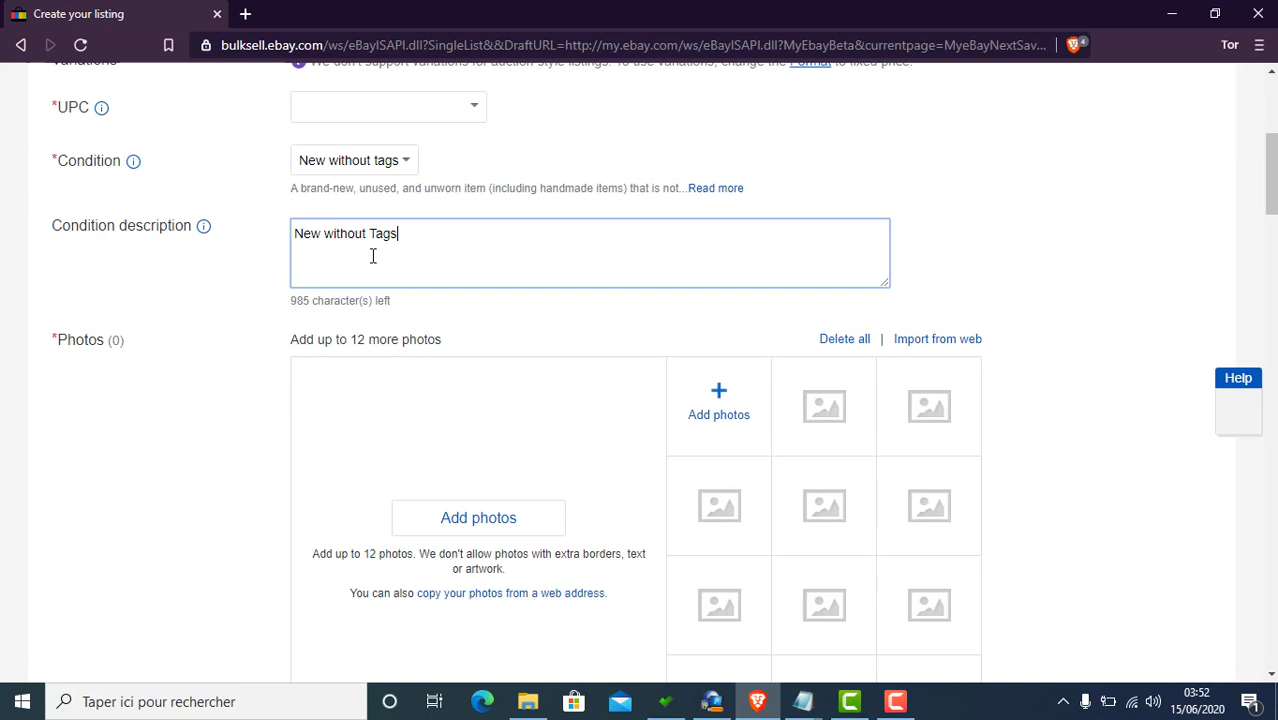 Create your listing
bulksell.ebay.com/ws/eBayISAPI.dll?SingleList&&DraftURL=http://my.ebay.com/ws/eBayISAPI.dll?MyEbayBeta&currentpage=MyeBayNextSav...
4
Tor
Variations
We don't support variations for auction-style listings. To use variations, change the Format to fixed price.
*UPC
*Condition
New without tags
A brand-new, unused, and unworn item (including handmade items) that is not...Read more
Condition description
New without Tags
985 character(s) left
*Photos (0)
Add up to 12 more photos
Delete all | Import from web
Add photos
Help
Add photos
Add up to 12 photos. We don't allow photos with extra borders, text
or artwork.
You can also copy your photos from a web address.
Taper ici pour rechercher
03:52
15/06/2020
1